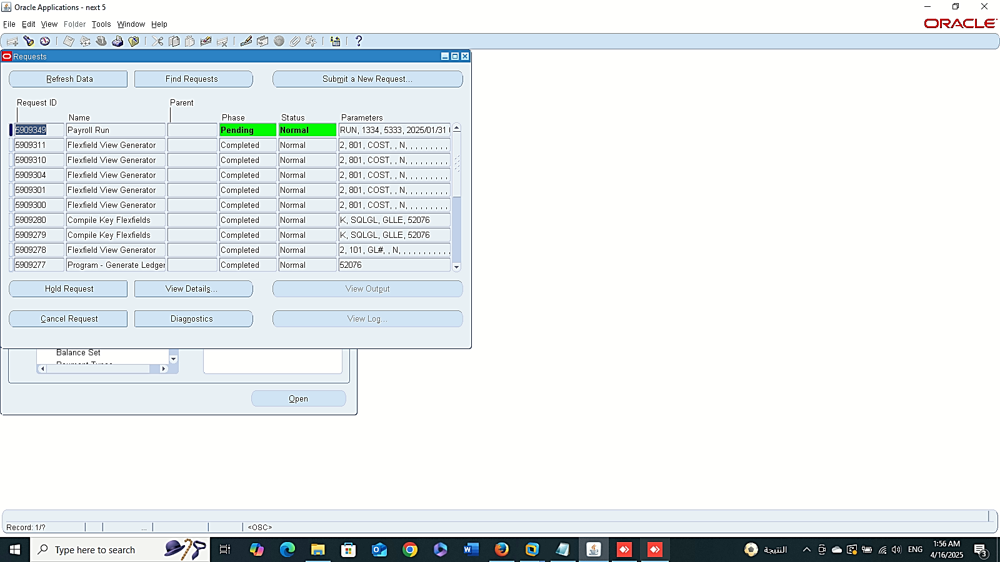 Oracle Applications - next 5
File Edit View Folder Tools Window Help
ORACLE
Requests
Refresh Data Find Requests Submit a New Request...
Request ID Parent
Name Phase Status Parameters
5909349 Payroll Run Pending Normal RUN, 1334, 5333, 2025/01/31
5909311 Flexfield View Generator Completed Normal 2, 801, COST, , N, , , , , , , , ,
5909310 Flexfield View Generator Completed Normal 2, 801, COST, , N, , , , , , , , ,
5909304 Flexfield View Generator Completed Normal 2, 801, COST, , N, , , , , , , , ,
5909301 Flexfield View Generator Completed Normal 2, 801, COST, , N, , , , , , , , ,
5909300 Flexfield View Generator Completed Normal 2, 801, COST, , N, , , , , , , , ,
5909280 Compile Key Flexfields Completed Normal K, SQLGL, GLLE, 52076
5909279 Compile Key Flexfields Completed Normal K, SQLGL, GLLE, 52076
5909278 Flexfield View Generator Completed Normal 2, 101, GL#, , N, , , , , , , , , ,
5909277 Program - Generate Ledger Completed Normal 52076
Hold Request View Details... View Output
Cancel Request Diagnostics View Log...
Balance Set
Open
Record: 1/? ... <OSC>
Type here to search النتيجة ENG 1:56 AM
4/16/2025 3